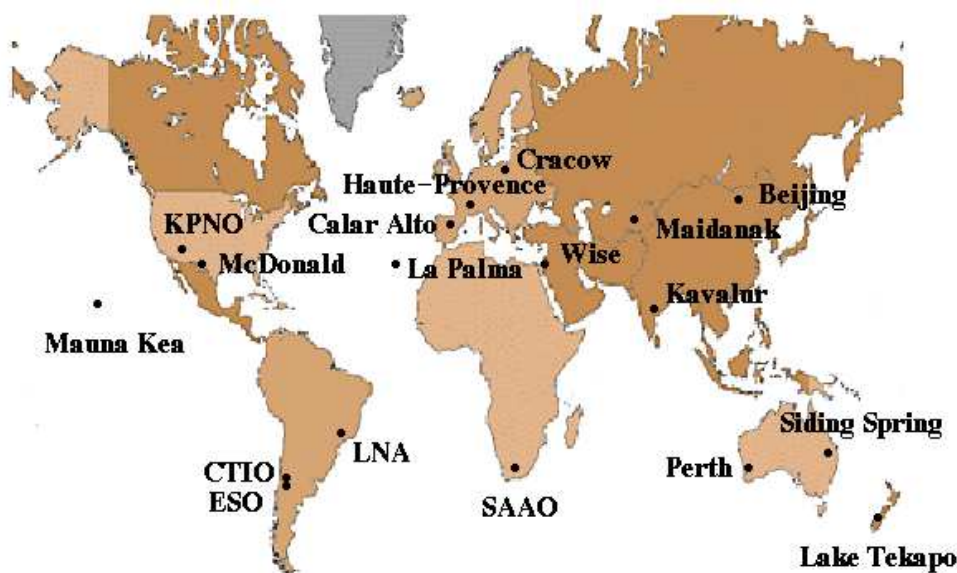 Cracow
Haute-Provence
Beijing
KPNO
Calar Alto
Maidanak
Wise
McDonald
La Palma
Kavalur
Mauna Kea
Siding Spring
LNA
Perth
CTIO
ESO
SAAO
Lake Tekapo